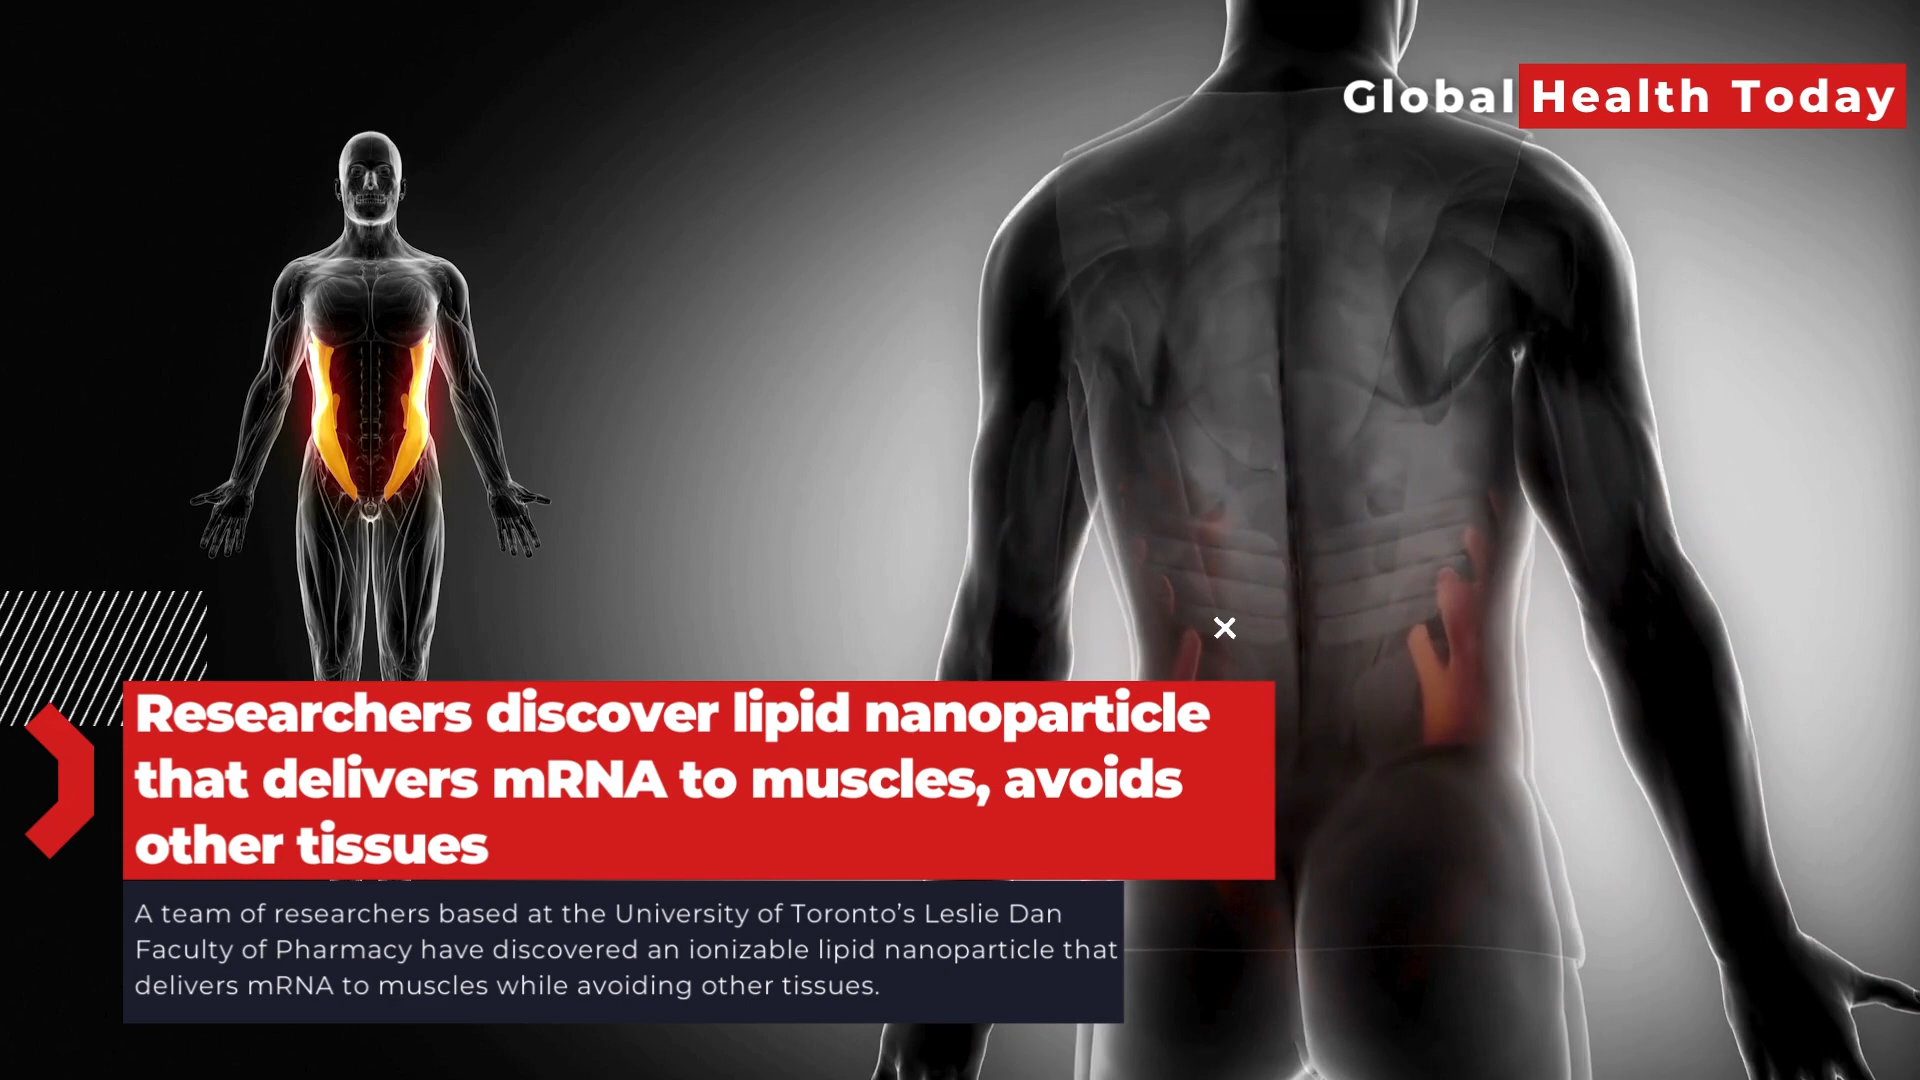 Global Health Today
Researchers discover lipid nanoparticle
that delivers mRNA to muscles, avoids
other tissues
A team of researchers based at the University of Toronto’s Leslie Dan
Faculty of Pharmacy have discovered an ionizable lipid nanoparticle that
delivers mRNA to muscles while avoiding other tissues.